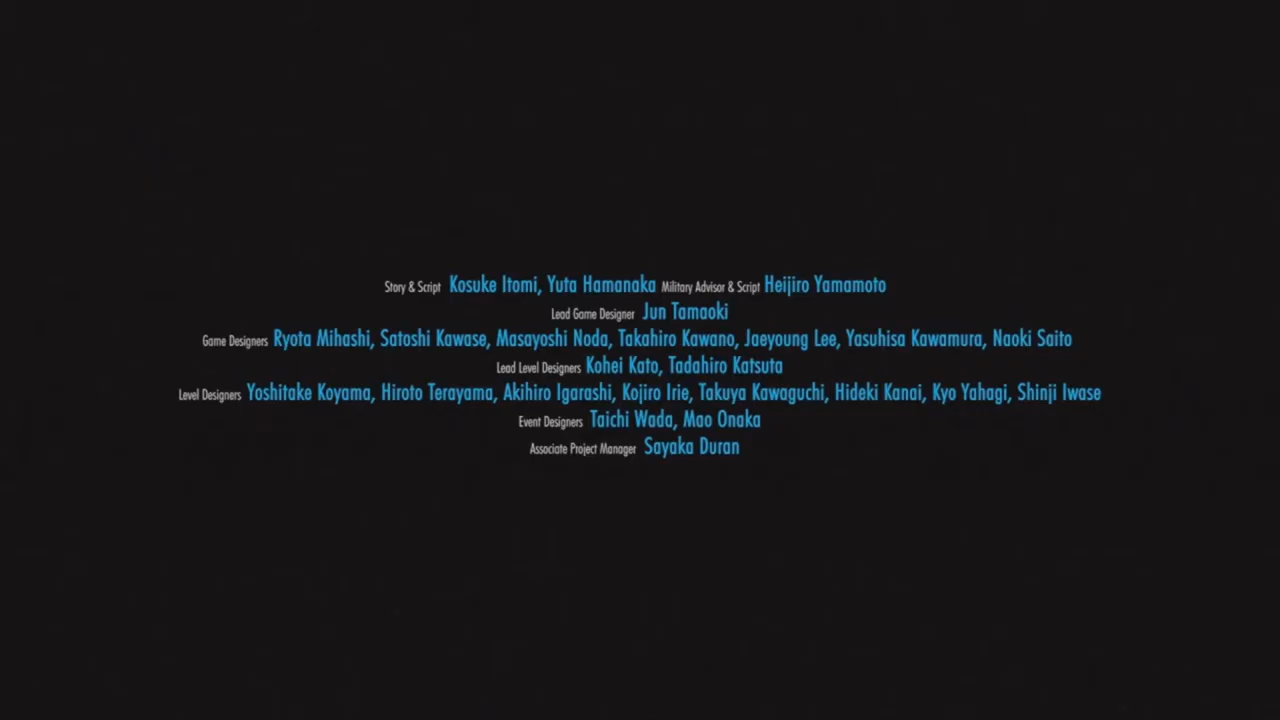 Story & Script Kosuke Itomi, Yuta Hamanaka Military Advisor & Script Heijiro Yamamoto
Lead Game Designer Jun Tamaoki
Game Designers Ryota Mihashi, Satoshi Kawase, Masayoshi Noda, Takahiro Kawano, Jaeyoung Lee, Yasuhisa Kawamura, Naoki Saito
Lead Level Designers Kohei Kato, Tadahiro Katsuta
Level Designers Yoshitake Koyama, Hiroto Terayama, Akihiro Igarashi, Kojiro Irie, Takuya Kawaguchi, Hideki Kanai, Kyo Yahagi, Shinji Iwase
Event Designers Taichi Wada, Mao Onaka
Associate Project Manager Sayaka Duran